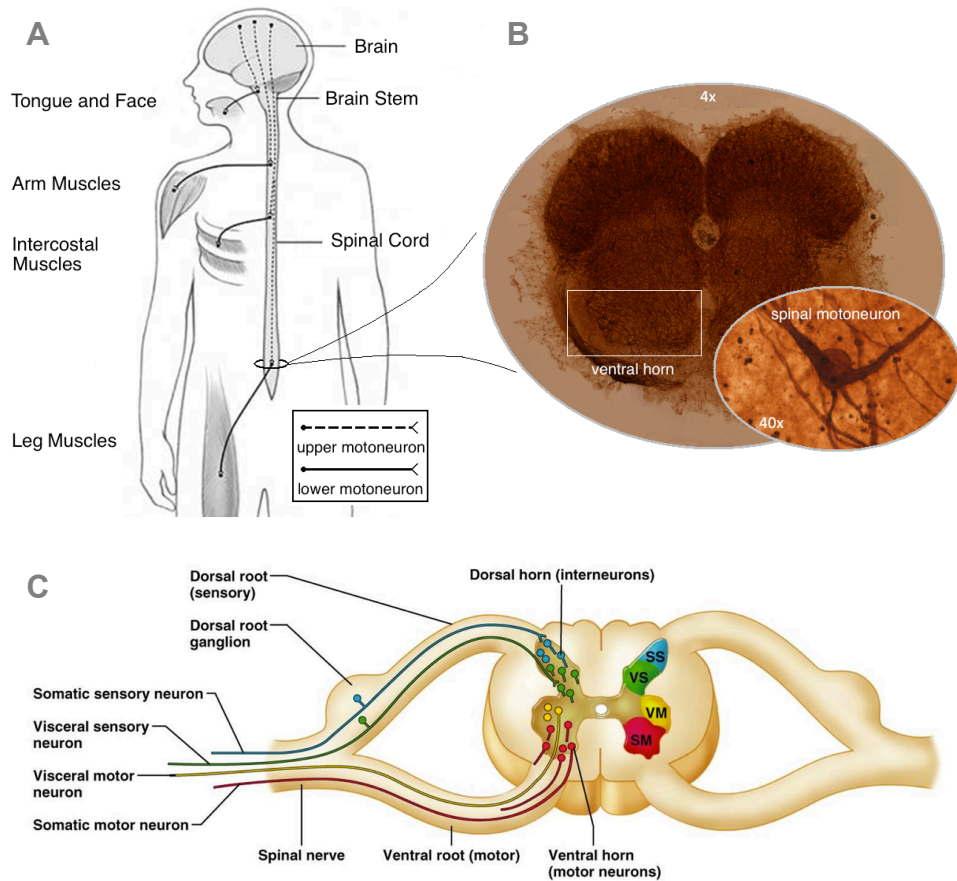 A
Brain
Tongue and Face
Brain Stem
Arm Muscles
Intercostal
Muscles
Spinal Cord
Leg Muscles
upper motoneuron
lower motoneuron
B
4x
ventral horn
spinal motoneuron
40x
C
Dorsal root
(sensory)
Dorsal horn (interneurons)
Dorsal root
ganglion
Somatic sensory neuron
Visceral sensory
neuron
Visceral motor
neuron
Somatic motor neuron
SS
VS
VM
SM
Spinal nerve
Ventral root (motor)
Ventral horn
(motor neurons)